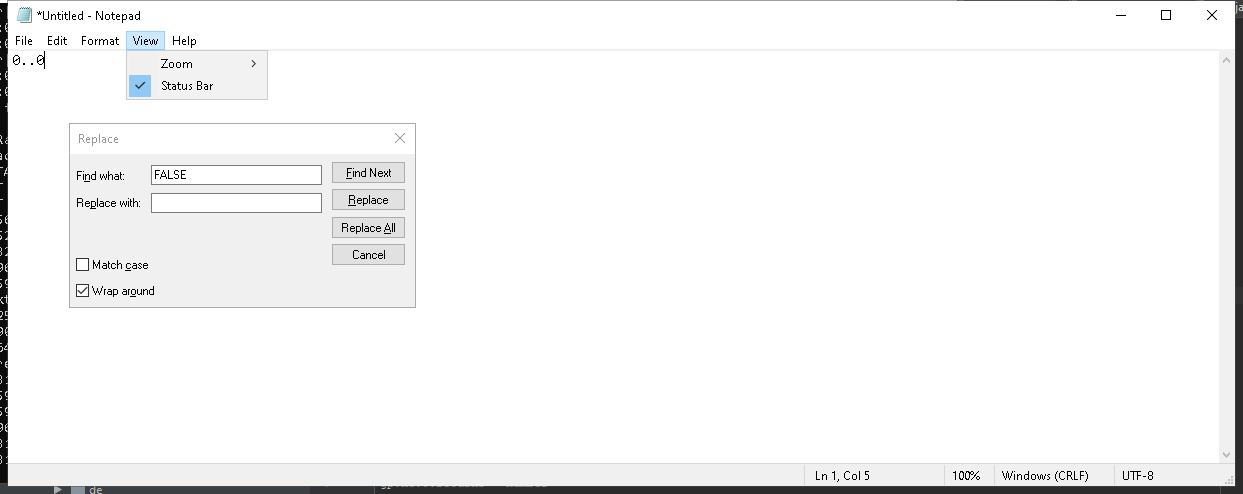 *Untitled - Notepad
File Edit Format View Help
0..0
Zoom
Status Bar
Replace
Find what: FALSE Find Next
Replace with: Replace
Replace All
Cancel
Match case
Wrap around
Ln 1, Col 5 100% Windows (CRLF) UTF-8
de